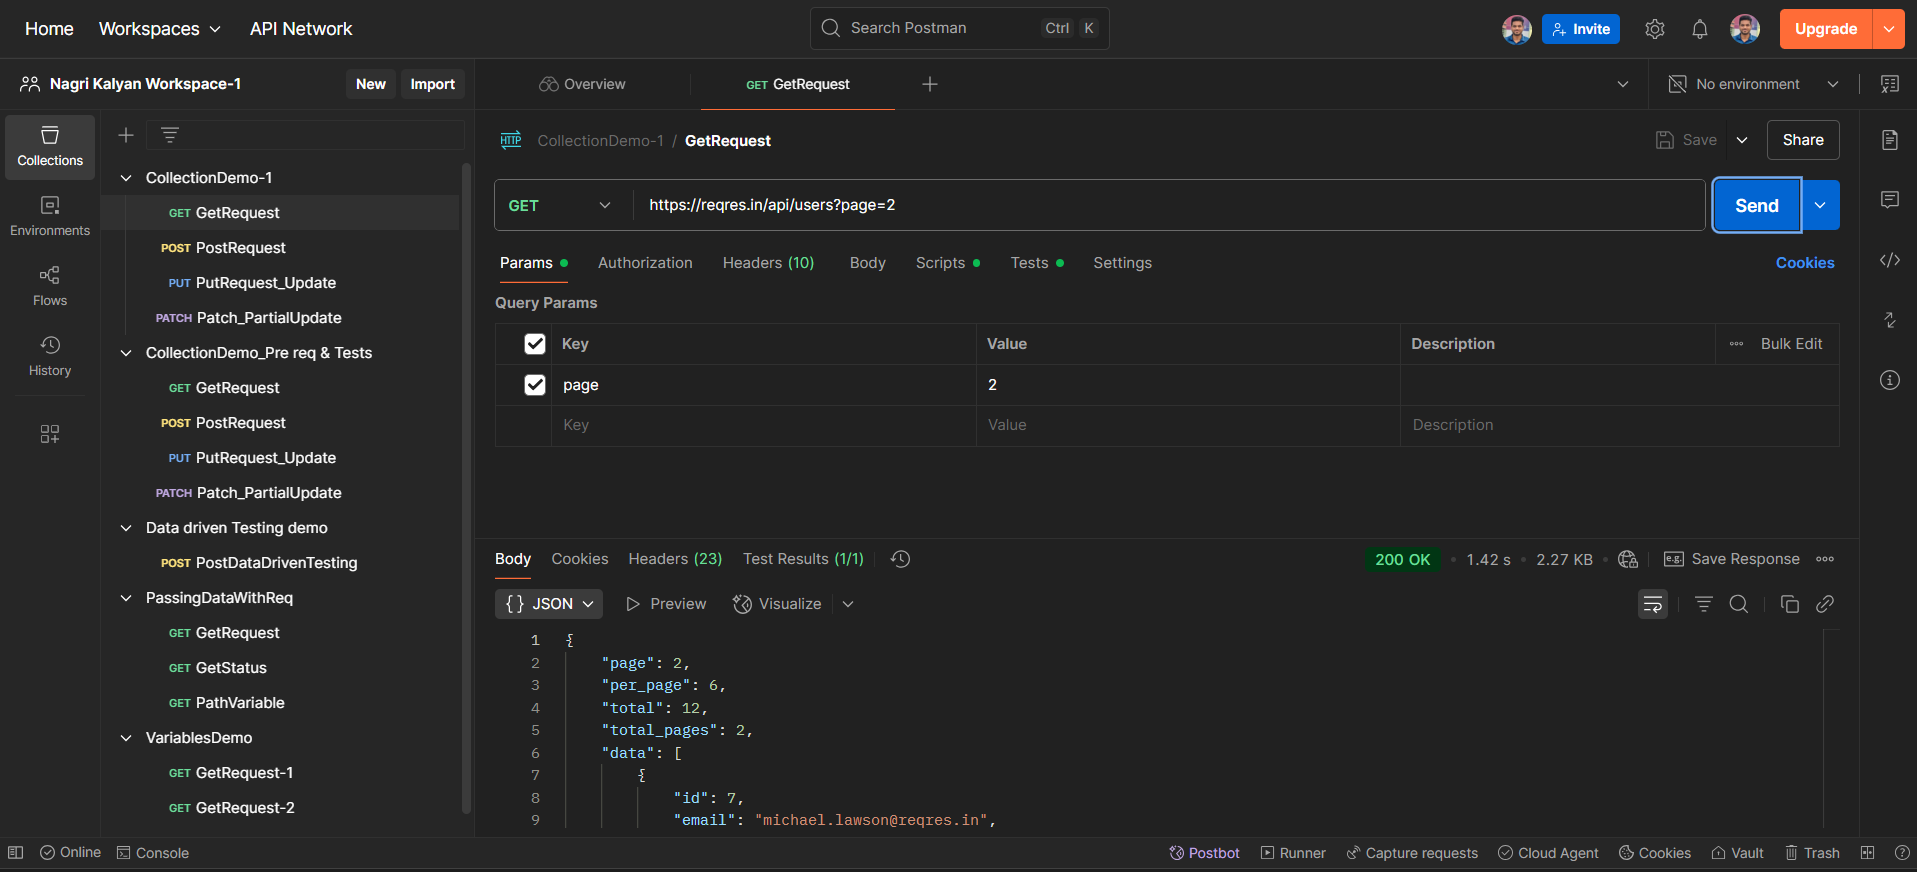 Home Workspaces API Network Search Postman Ctrl K Invite Upgrade
Nagri Kalyan Workspace-1 New Import
Overview GET GetRequest No environment
Collections
Environments
Flows
History
CollectionDemo-1
GET GetRequest
POST PostRequest
PUT PutRequest_Update
PATCH Patch_PartialUpdate
CollectionDemo_Pre req & Tests
GET GetRequest
POST PostRequest
PUT PutRequest_Update
PATCH Patch_PartialUpdate
Data driven Testing demo
POST PostDataDrivenTesting
PassingDataWithReq
GET GetRequest
GET GetStatus
GET PathVariable
VariablesDemo
GET GetRequest-1
GET GetRequest-2
HTTP CollectionDemo-1 / GetRequest Save Share
GET https://reqres.in/api/users?page=2 Send
Params Authorization Headers (10) Body Scripts Tests Settings Cookies
Query Params
Key Value Description Bulk Edit
page 2
Key Value Description
Body Cookies Headers (23) Test Results (1/1) 200 OK 1.42 s 2.27 KB e.g. Save Response
{} JSON Preview Visualize
1 {
2 "page": 2,
3 "per_page": 6,
4 "total": 12,
5 "total_pages": 2,
6 "data": [
7 {
8 "id": 7,
9 "email": "michael.lawson@reqres.in",
Online Console Postbot Runner Capture requests Cloud Agent Cookies Vault Trash